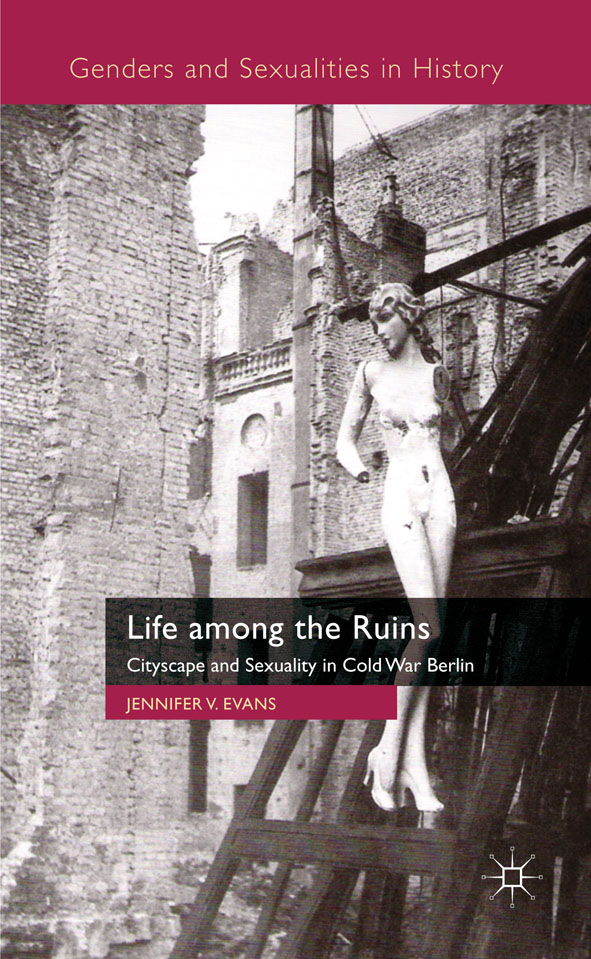 Genders and Sexualities in History
Life among the Ruins
Cityscape and Sexuality in Cold War Berlin
JENNIFER V. EVANS